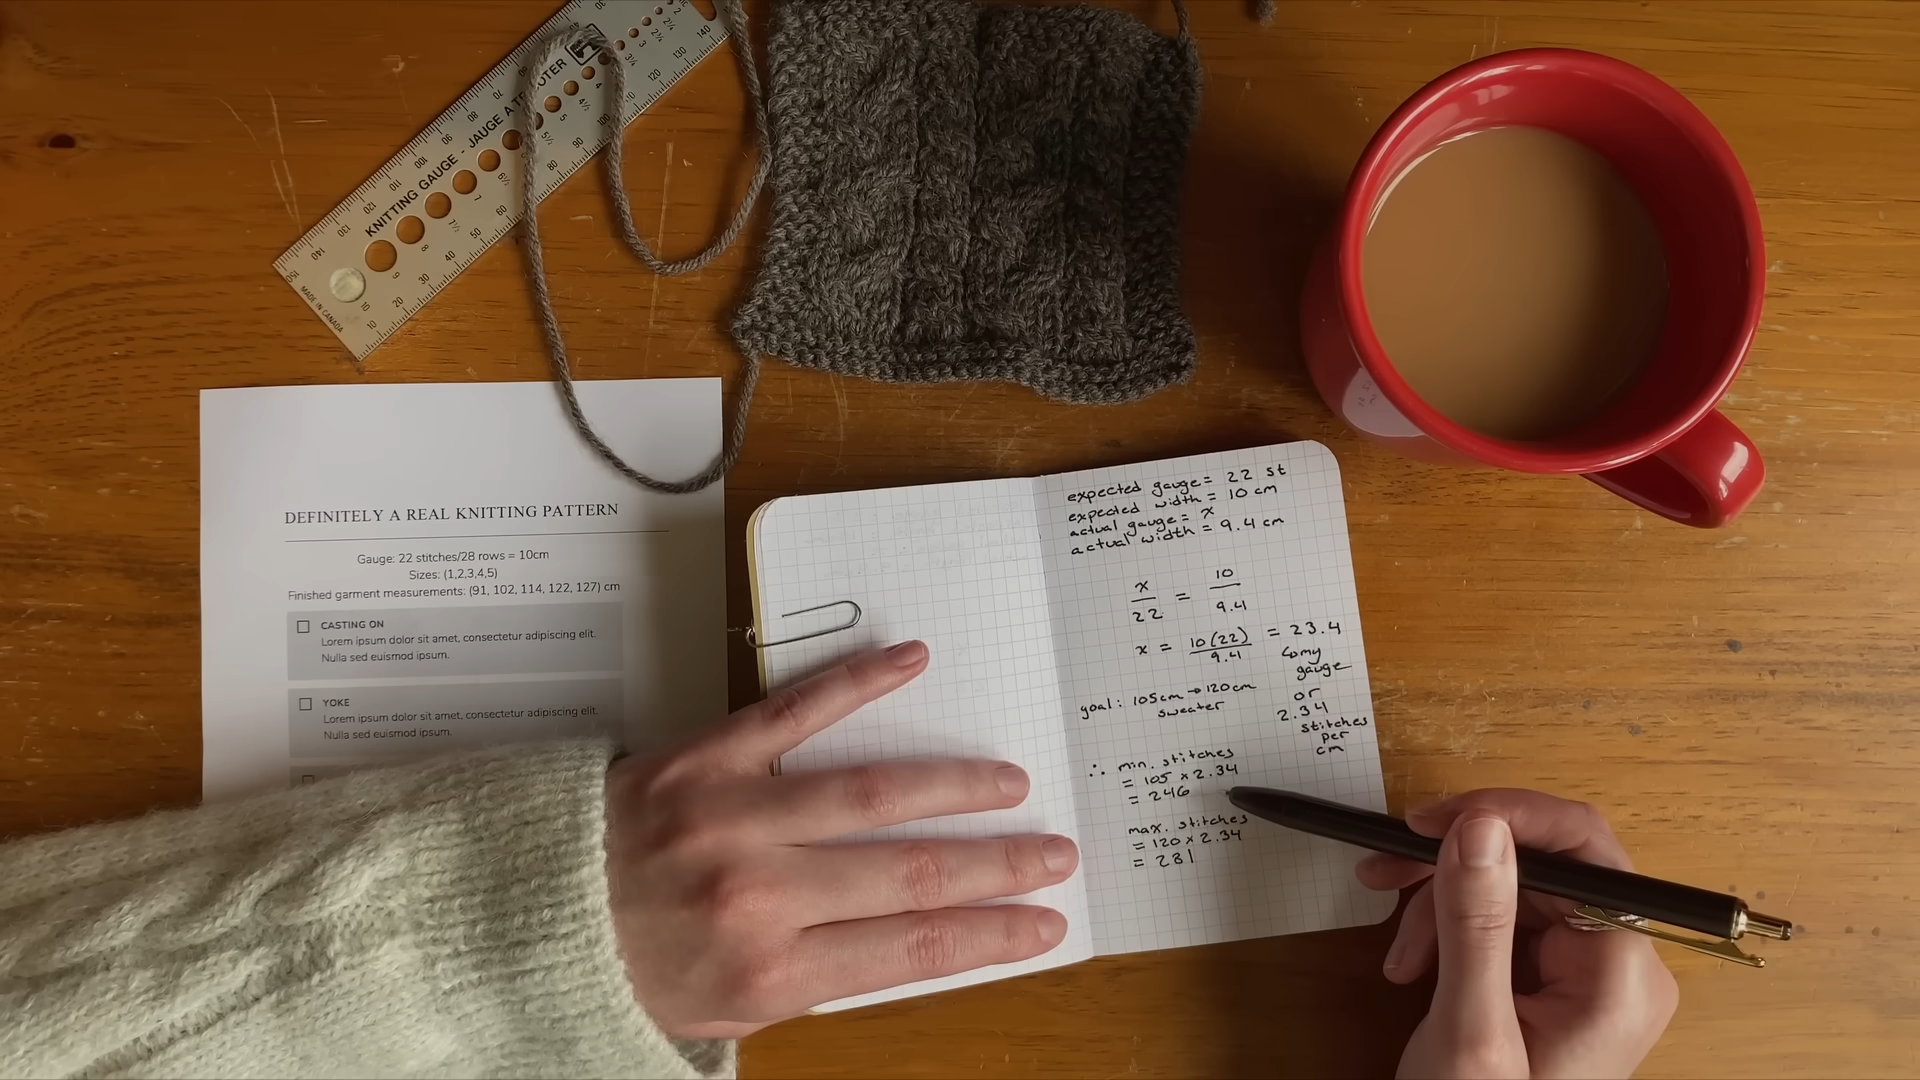 KNITTING GAUGE - JAUGE A TR
MADE IN CANADA
DEFINITELY A REAL KNITTING PATTERN
Gauge: 22 stitches/28 rows = 10cm
Sizes: (1,2,3,4,5)
Finished garment measurements: (91, 102, 114, 122, 127) cm
CASTING ON
Lorem ipsum dolor sit amet, consectetur adipiscing elit.
Nulla sed euismod ipsum.
YOKE
Lorem ipsum dolor sit amet, consectetur adipiscing elit.
Nulla sed euismod ipsum.
expected gauge = 22 st
expected width = 10 cm
actual gauge = x
actual width = 9.4 cm
x/22 = 10/9.4
x = 10(22)/9.4 = 23.4
↳ my
gauge
or
2.34
stitches
per
cm
goal: 105cm → 120cm
sweater
∴ min. stitches
= 105 x 2.34
= 246
max. stitches
= 120 x 2.34
= 281